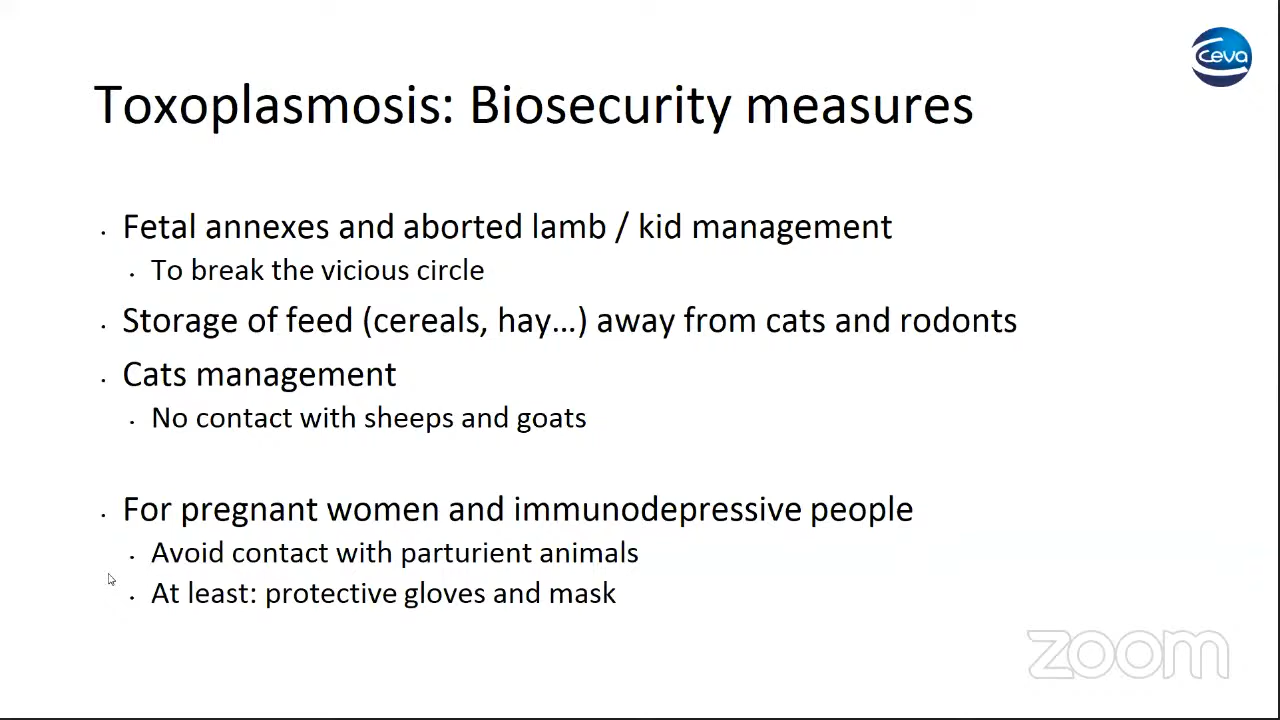 ceva
Toxoplasmosis: Biosecurity measures
• Fetal annexes and aborted lamb / kid management
• To break the vicious circle
• Storage of feed (cereals, hay…) away from cats and rodonts
• Cats management
• No contact with sheeps and goats
• For pregnant women and immunodepressive people
• Avoid contact with parturient animals
• At least: protective gloves and mask
zoom